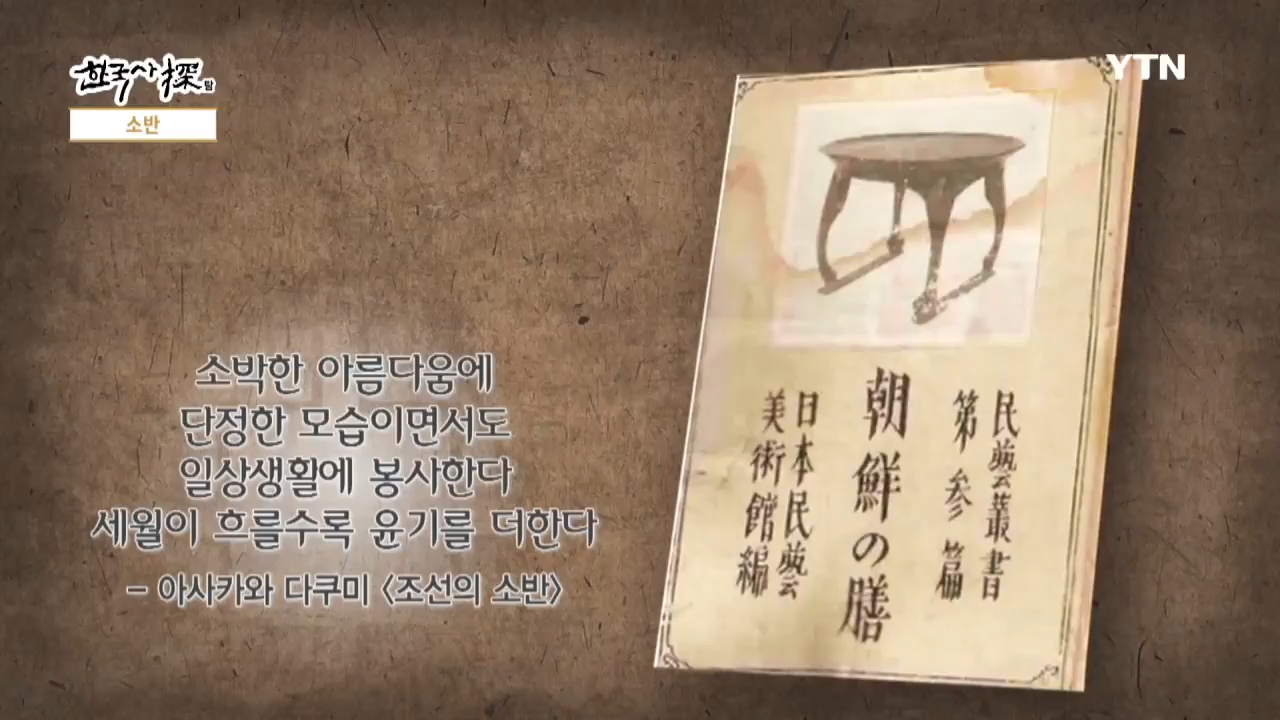 한국사探탐
소반
YTN
소박한 아름다움에
단정한 모습이면서도
일상생활에 봉사한다
세월이 흐를수록 윤기를 더한다
- 아사카와 다쿠미 <조선의 소반>
民藝叢書
第参篇
朝鮮の膳
日本民藝
美術館編